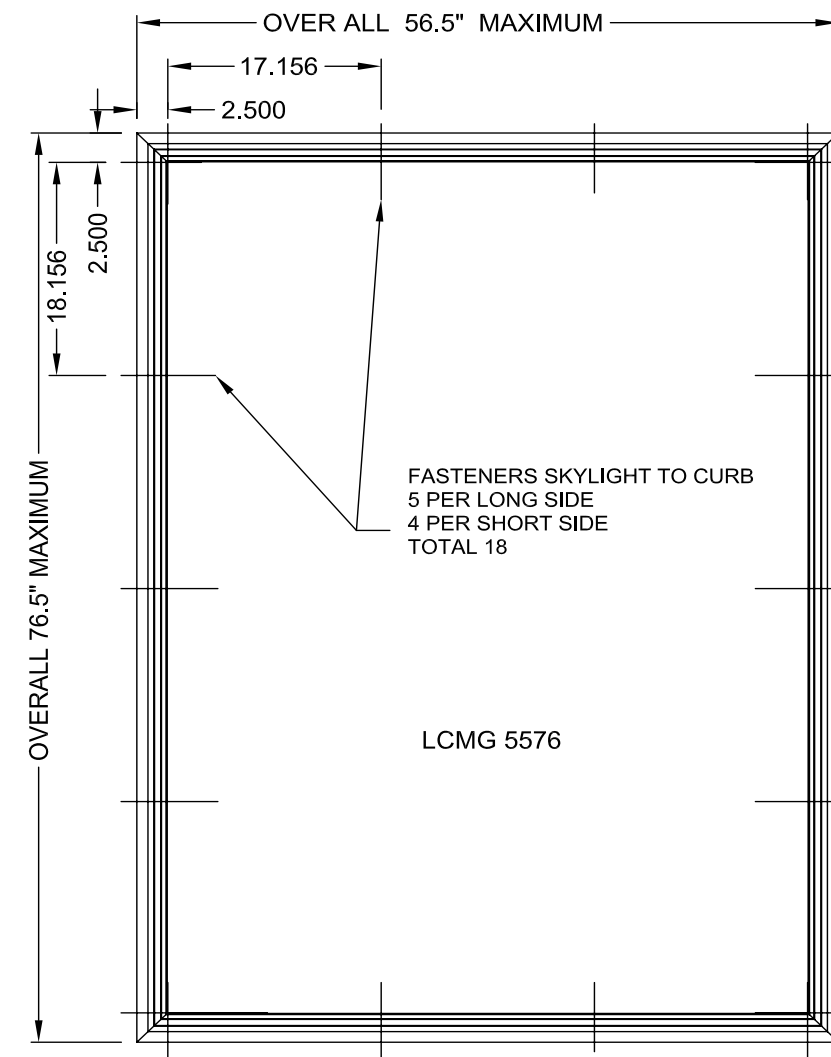 OVER ALL 56.5" MAXIMUM
17.156
2.500
2.500
18.156
OVERALL 76.5" MAXIMUM
FASTENERS SKYLIGHT TO CURB
5 PER LONG SIDE
4 PER SHORT SIDE
TOTAL 18
LCMG 5576